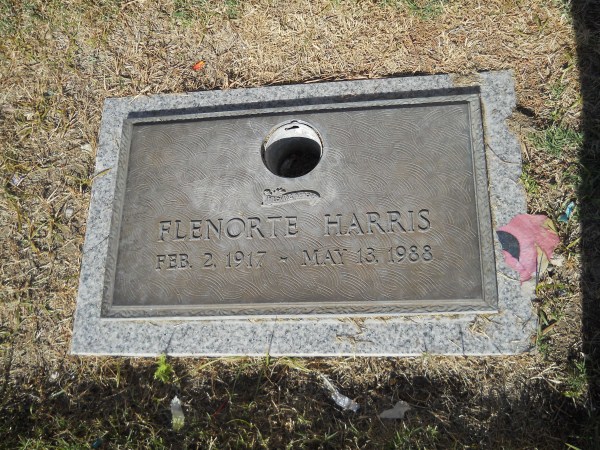 FLENORTE HARRIS
FEB. 2, 1917 - MAY 13, 1988